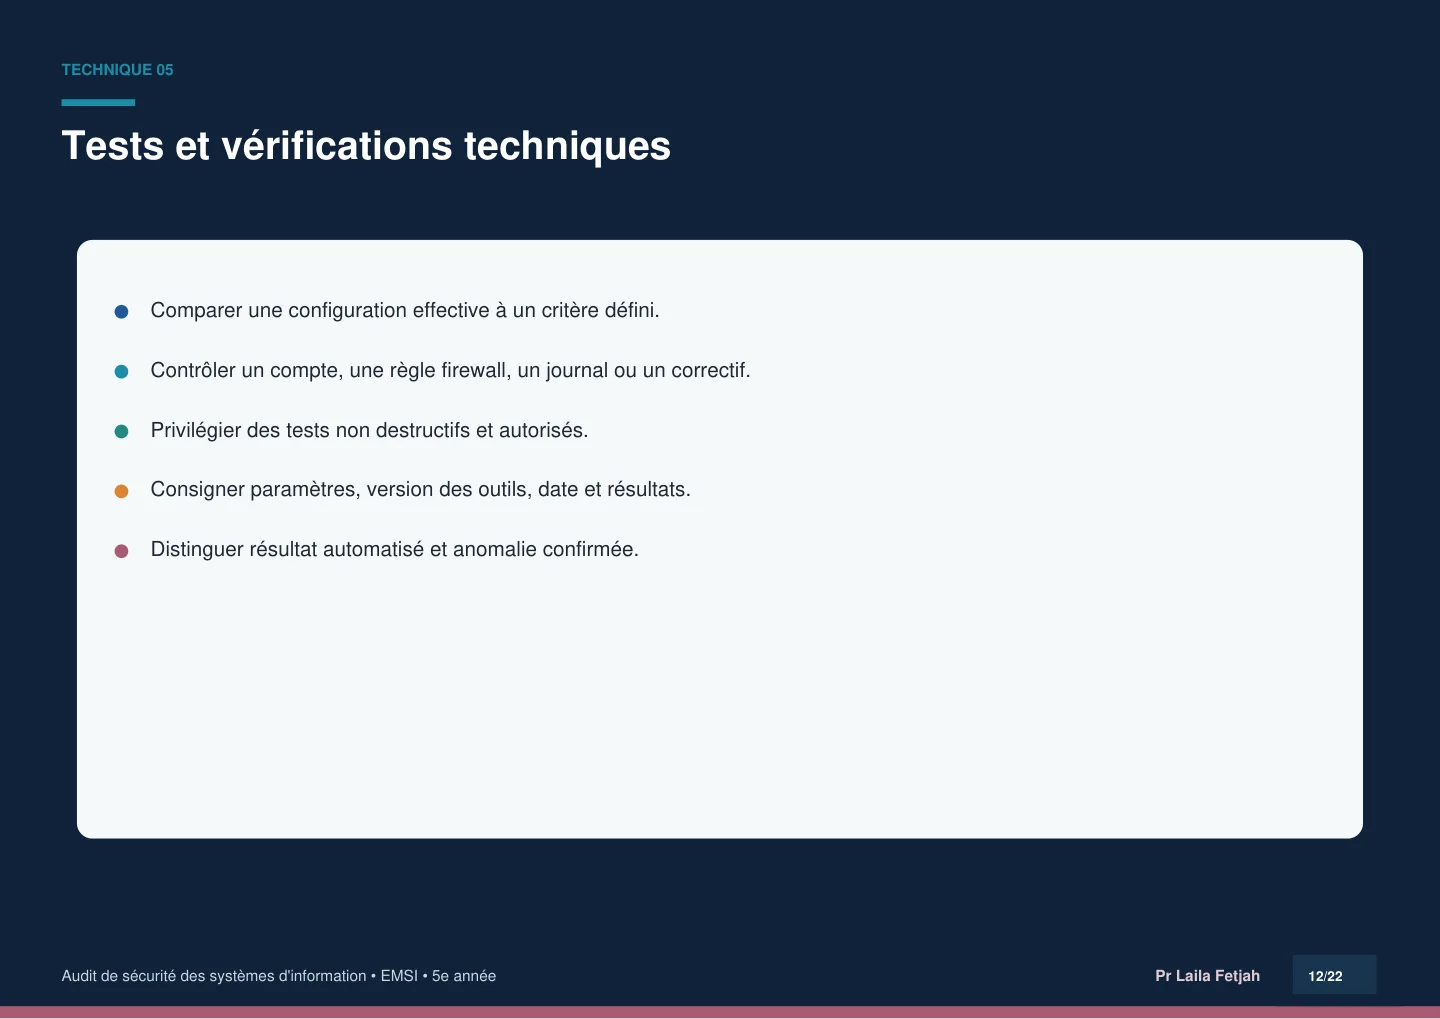 TECHNIQUE 05
Tests et vérifications techniques
Comparer une configuration effective à un critère défini.
Contrôler un compte, une règle firewall, un journal ou un correctif.
Privilégier des tests non destructifs et autorisés.
Consigner paramètres, version des outils, date et résultats.
Distinguer résultat automatisé et anomalie confirmée.
Audit de sécurité des systèmes d'information • EMSI • 5e année
Pr Laila Fetjah
12/22